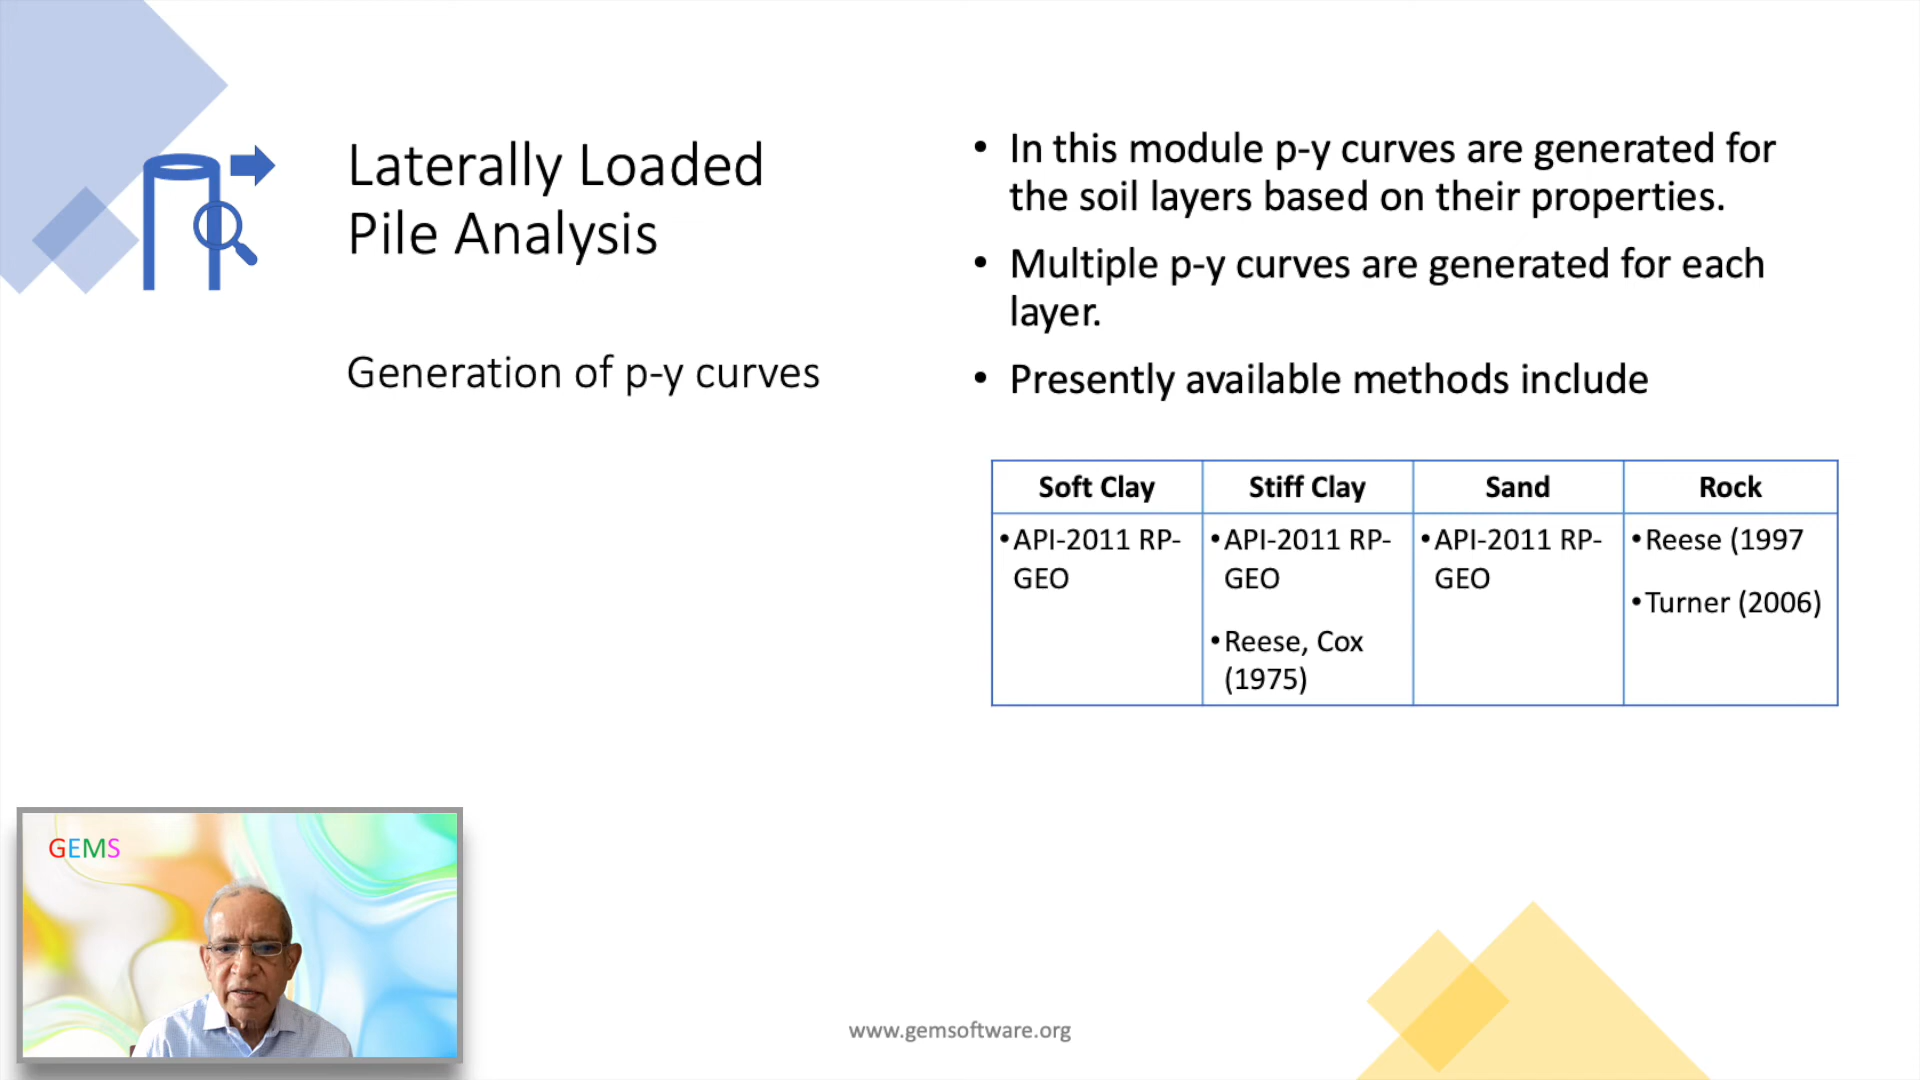 Laterally Loaded
Pile Analysis
Generation of p-y curves
• In this module p-y curves are generated for
the soil layers based on their properties.
• Multiple p-y curves are generated for each
layer.
• Presently available methods include
Soft Clay
Stiff Clay
Sand
Rock
•API-2011 RP-
GEO
•API-2011 RP-
GEO
•Reese, Cox
(1975)
•API-2011 RP-
GEO
•Reese (1997
•Turner (2006)
GEMS
www.gemsoftware.org